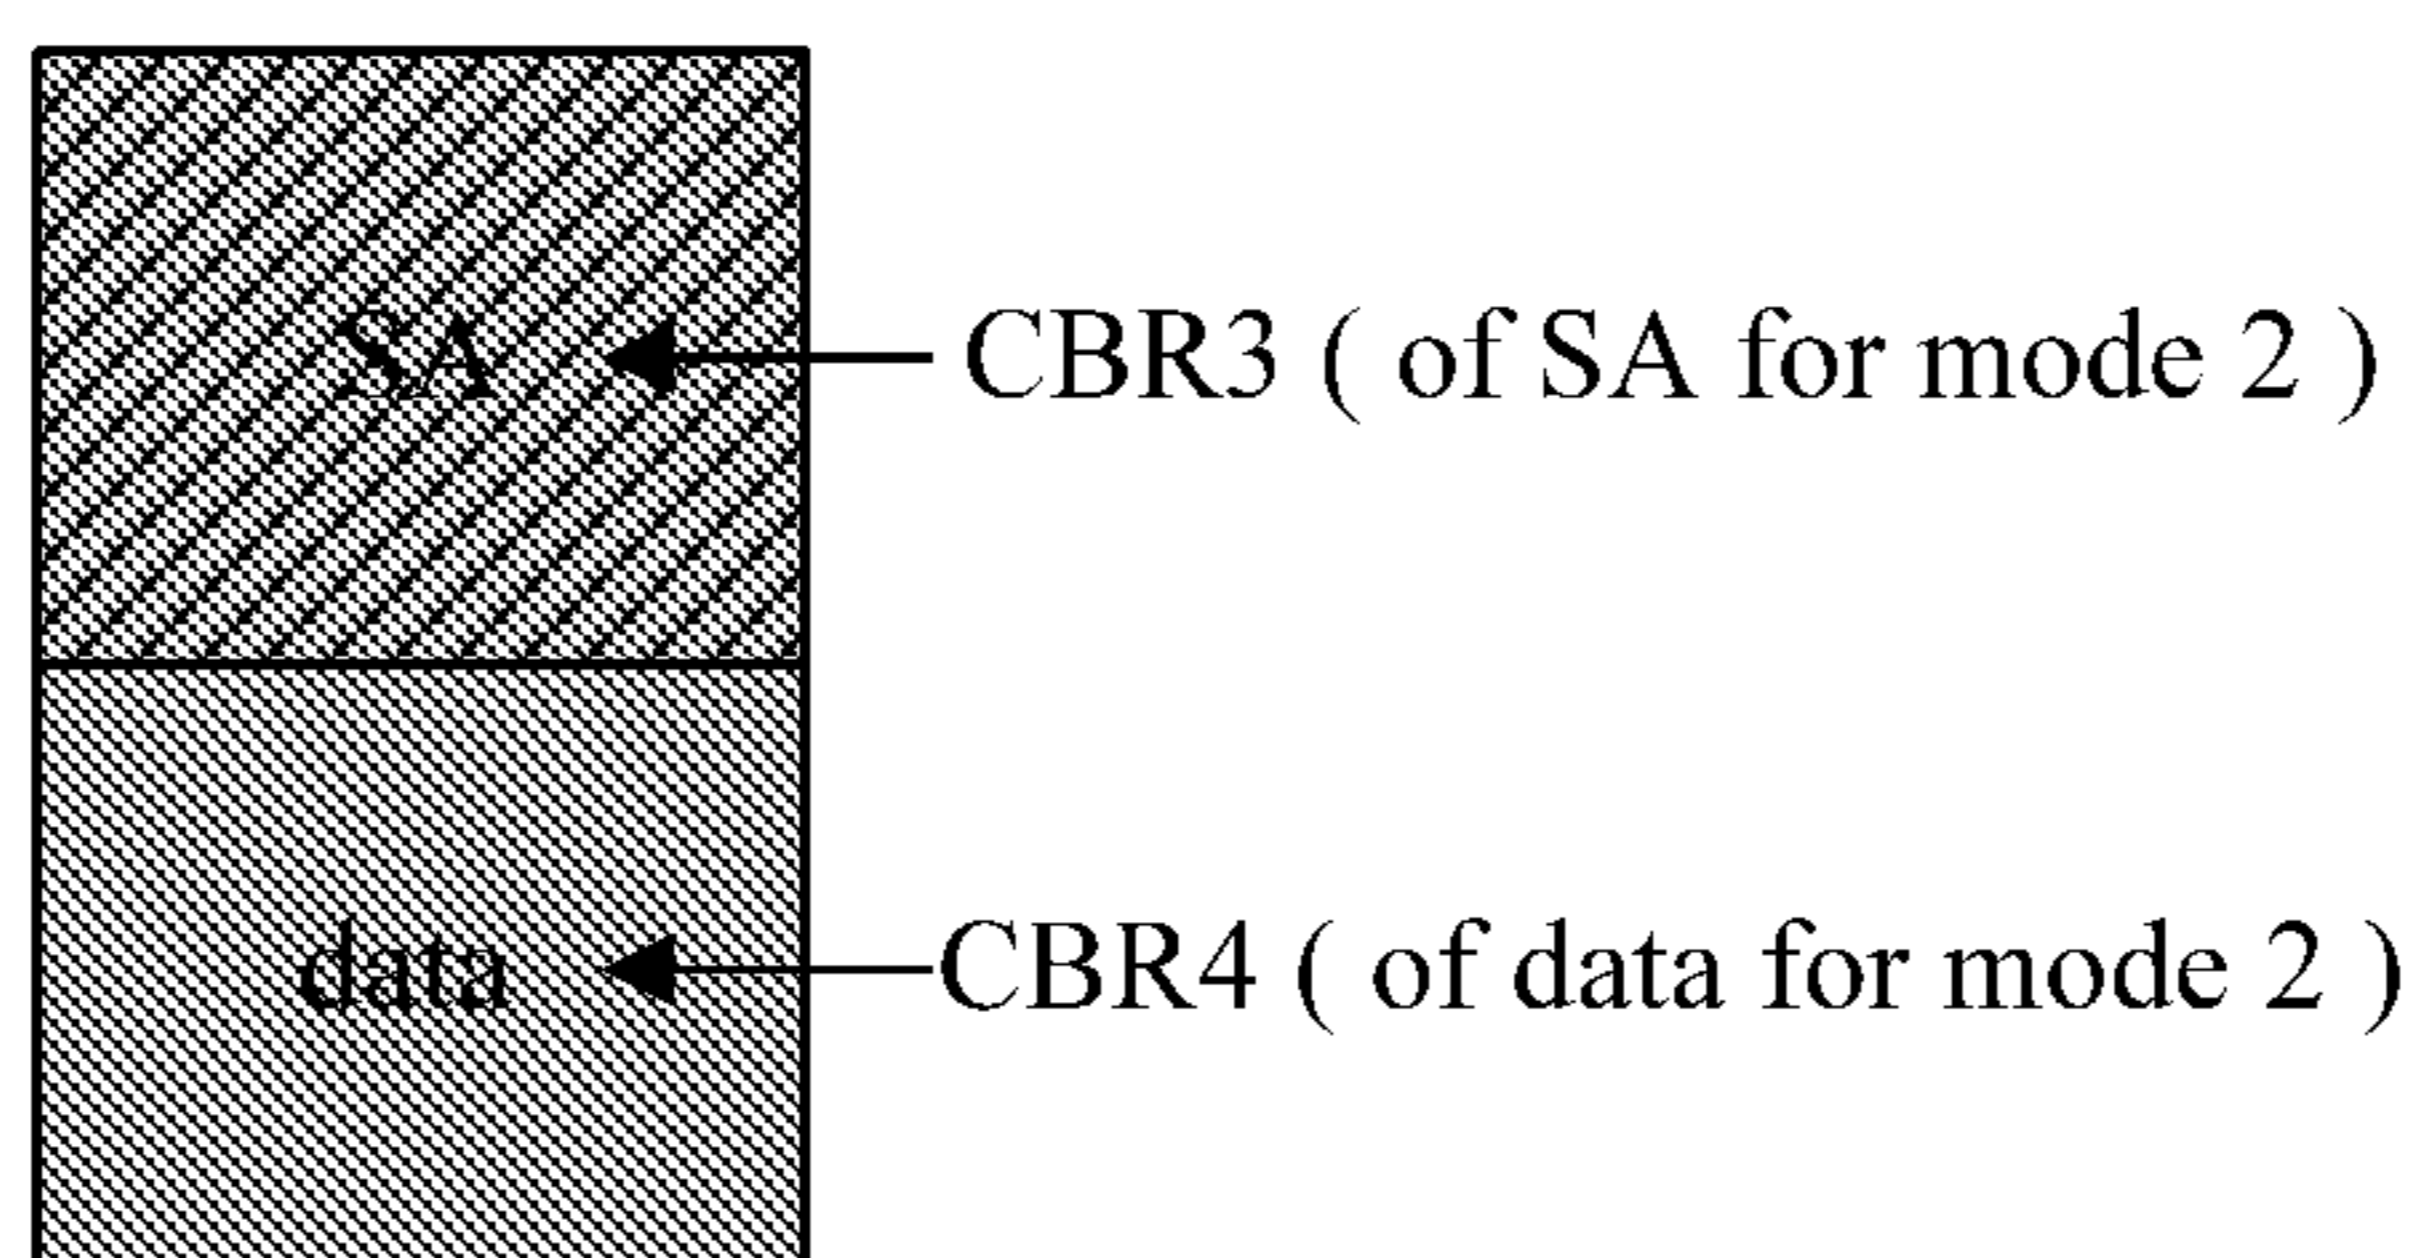 SA
CBR3 ( of SA for mode 2 )
data
CBR4 ( of data for mode 2 )